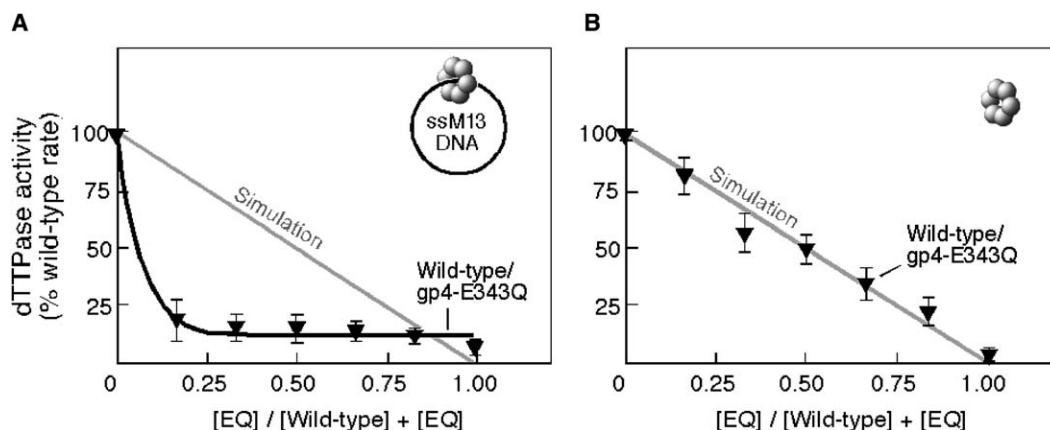 A
B
dTTPase activity
(% wild-type rate)
100
75
50
25
ssM13
DNA
Simulation
Wild-type/
gp4-E343Q
0
0.25
0.50
0.75
1.00
[EQ] / [Wild-type] + [EQ]
100
75
50
25
Simulation
Wild-type/
gp4-E343Q
0
0.25
0.50
0.75
1.00
[EQ] / [Wild-type] + [EQ]